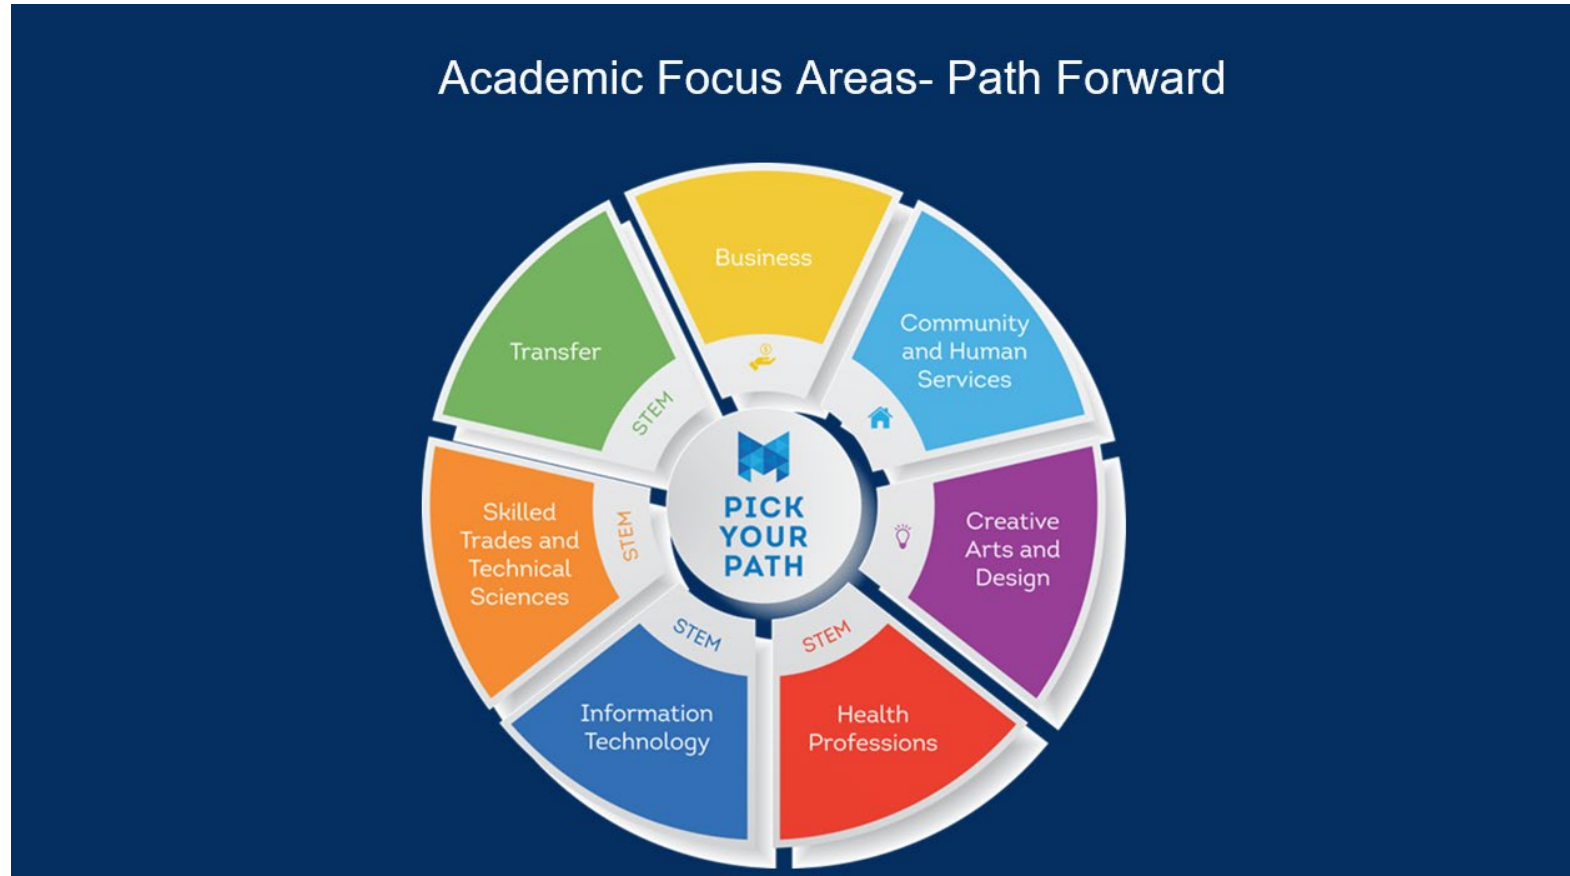 Academic Focus Areas- Path Forward
Business
Community
and Human
Services
Creative
Arts and
Design
STEM
Health
Professions
STEM
Information
Technology
STEM
Skilled
Trades and
Technical
Sciences
STEM
Transfer
PICK
YOUR
PATH